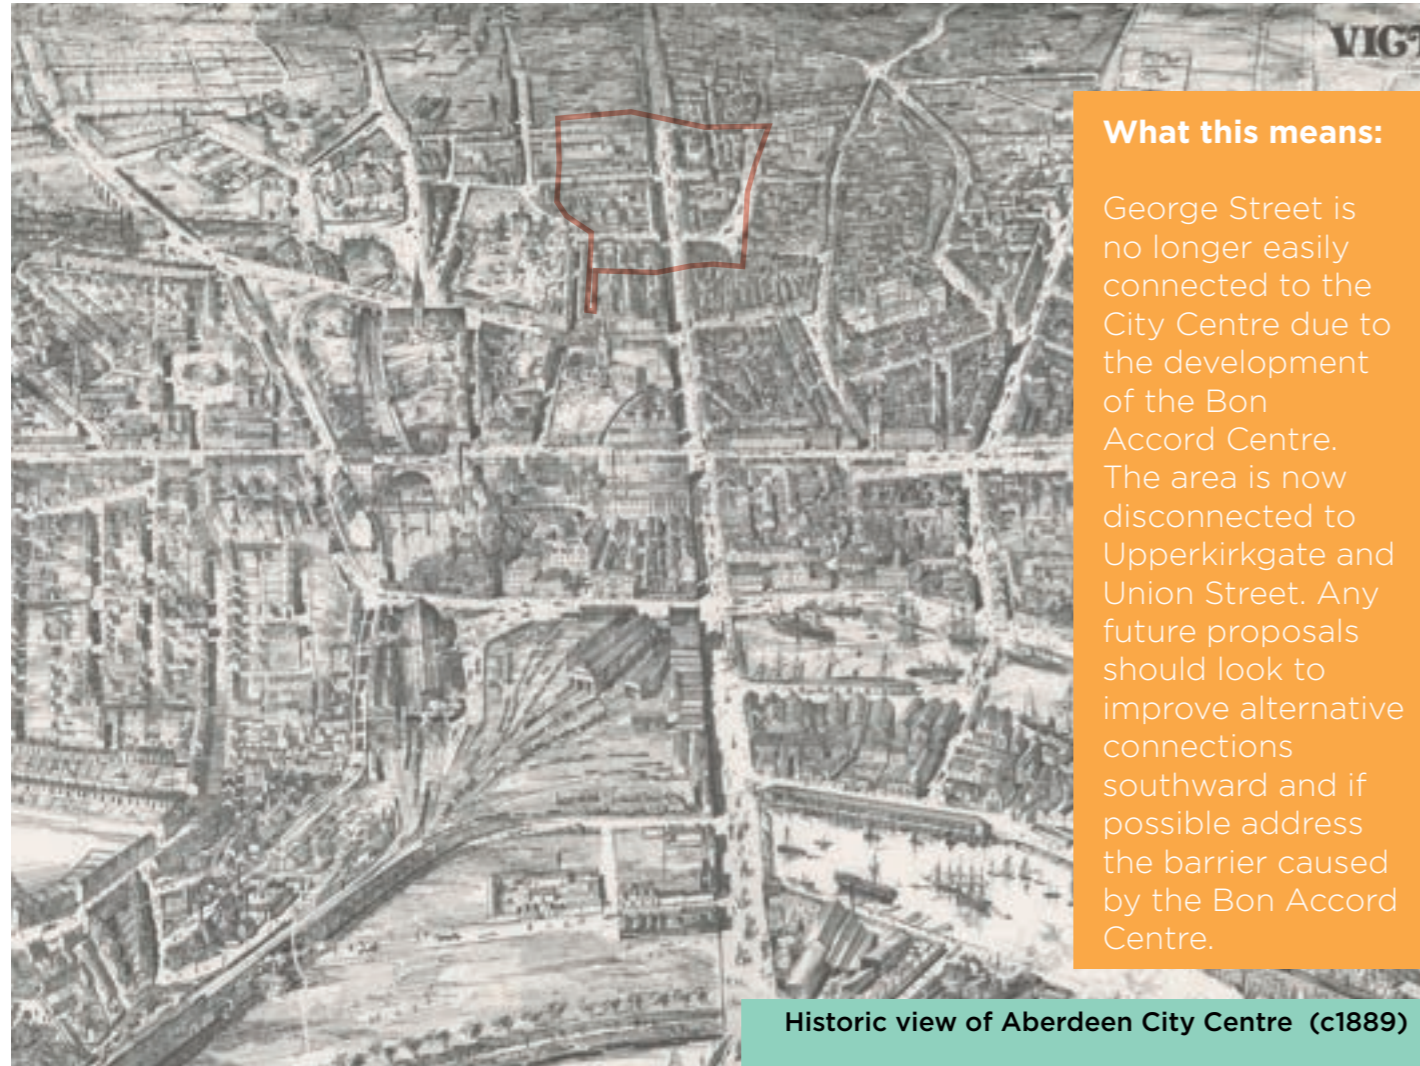 What this means:
George Street is
no longer easily
connected to the
City Centre due to
the development
of the Bon
Accord Centre.
The area is now
disconnected to
Upperkirkgate and
Union Street. Any
future proposals
should look to
improve alternative
connections
southward and if
possible address
the barrier caused
by the Bon Accord
Centre.
Historic view of Aberdeen City Centre (c1889)